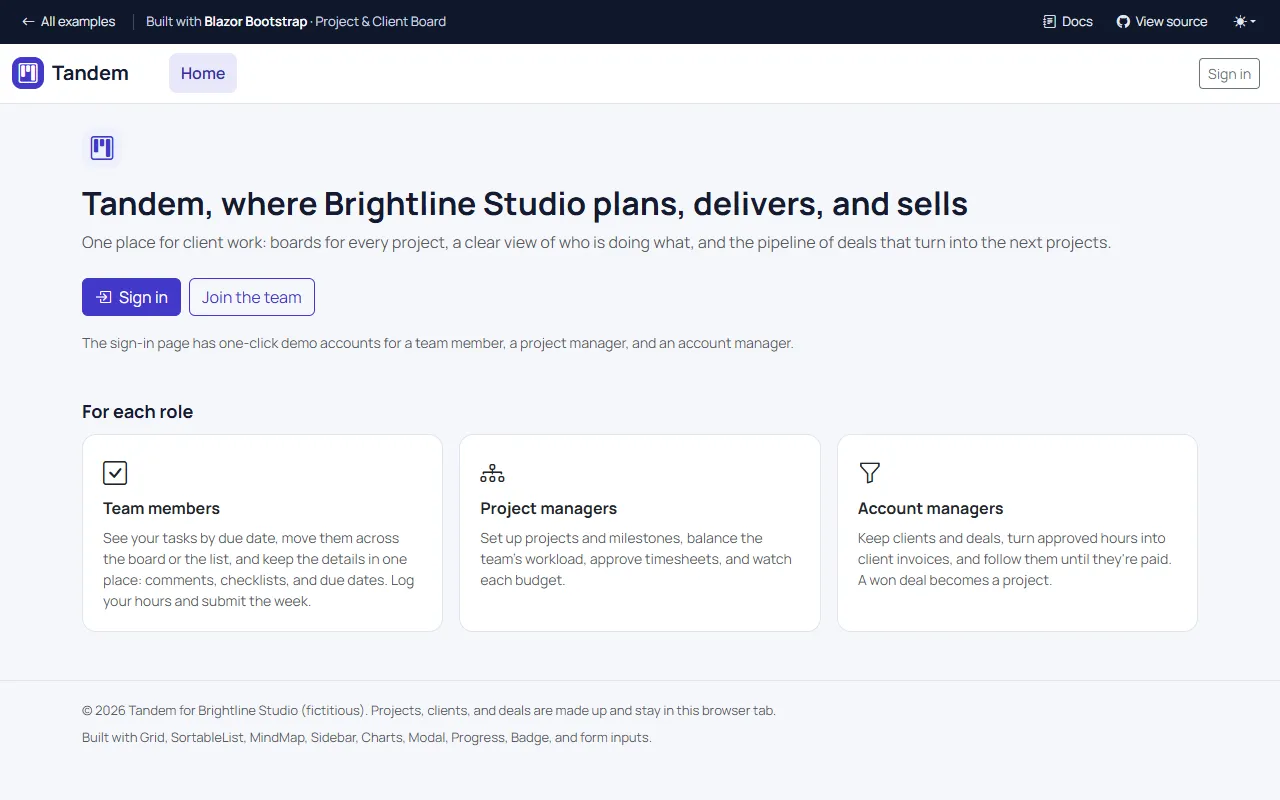 All examples
Built with Blazor Bootstrap · Project & Client Board
Docs
View source
Tandem
Home
Sign in
Tandem, where Brightline Studio plans, delivers, and sells
One place for client work: boards for every project, a clear view of who is doing what, and the pipeline of deals that turn into the next projects.
Sign in
Join the team
The sign-in page has one-click demo accounts for a team member, a project manager, and an account manager.
For each role
Team members
See your tasks by due date, move them across
the board or the list, and keep the details in one
place: comments, checklists, and due dates. Log
your hours and submit the week.
Project managers
Set up projects and milestones, balance the
team's workload, approve timesheets, and watch
each budget.
Account managers
Keep clients and deals, turn approved hours into
client invoices, and follow them until they're paid.
A won deal becomes a project.
© 2026 Tandem for Brightline Studio (fictitious). Projects, clients, and deals are made up and stay in this browser tab.
Built with Grid, SortableList, MindMap, Sidebar, Charts, Modal, Progress, Badge, and form inputs.